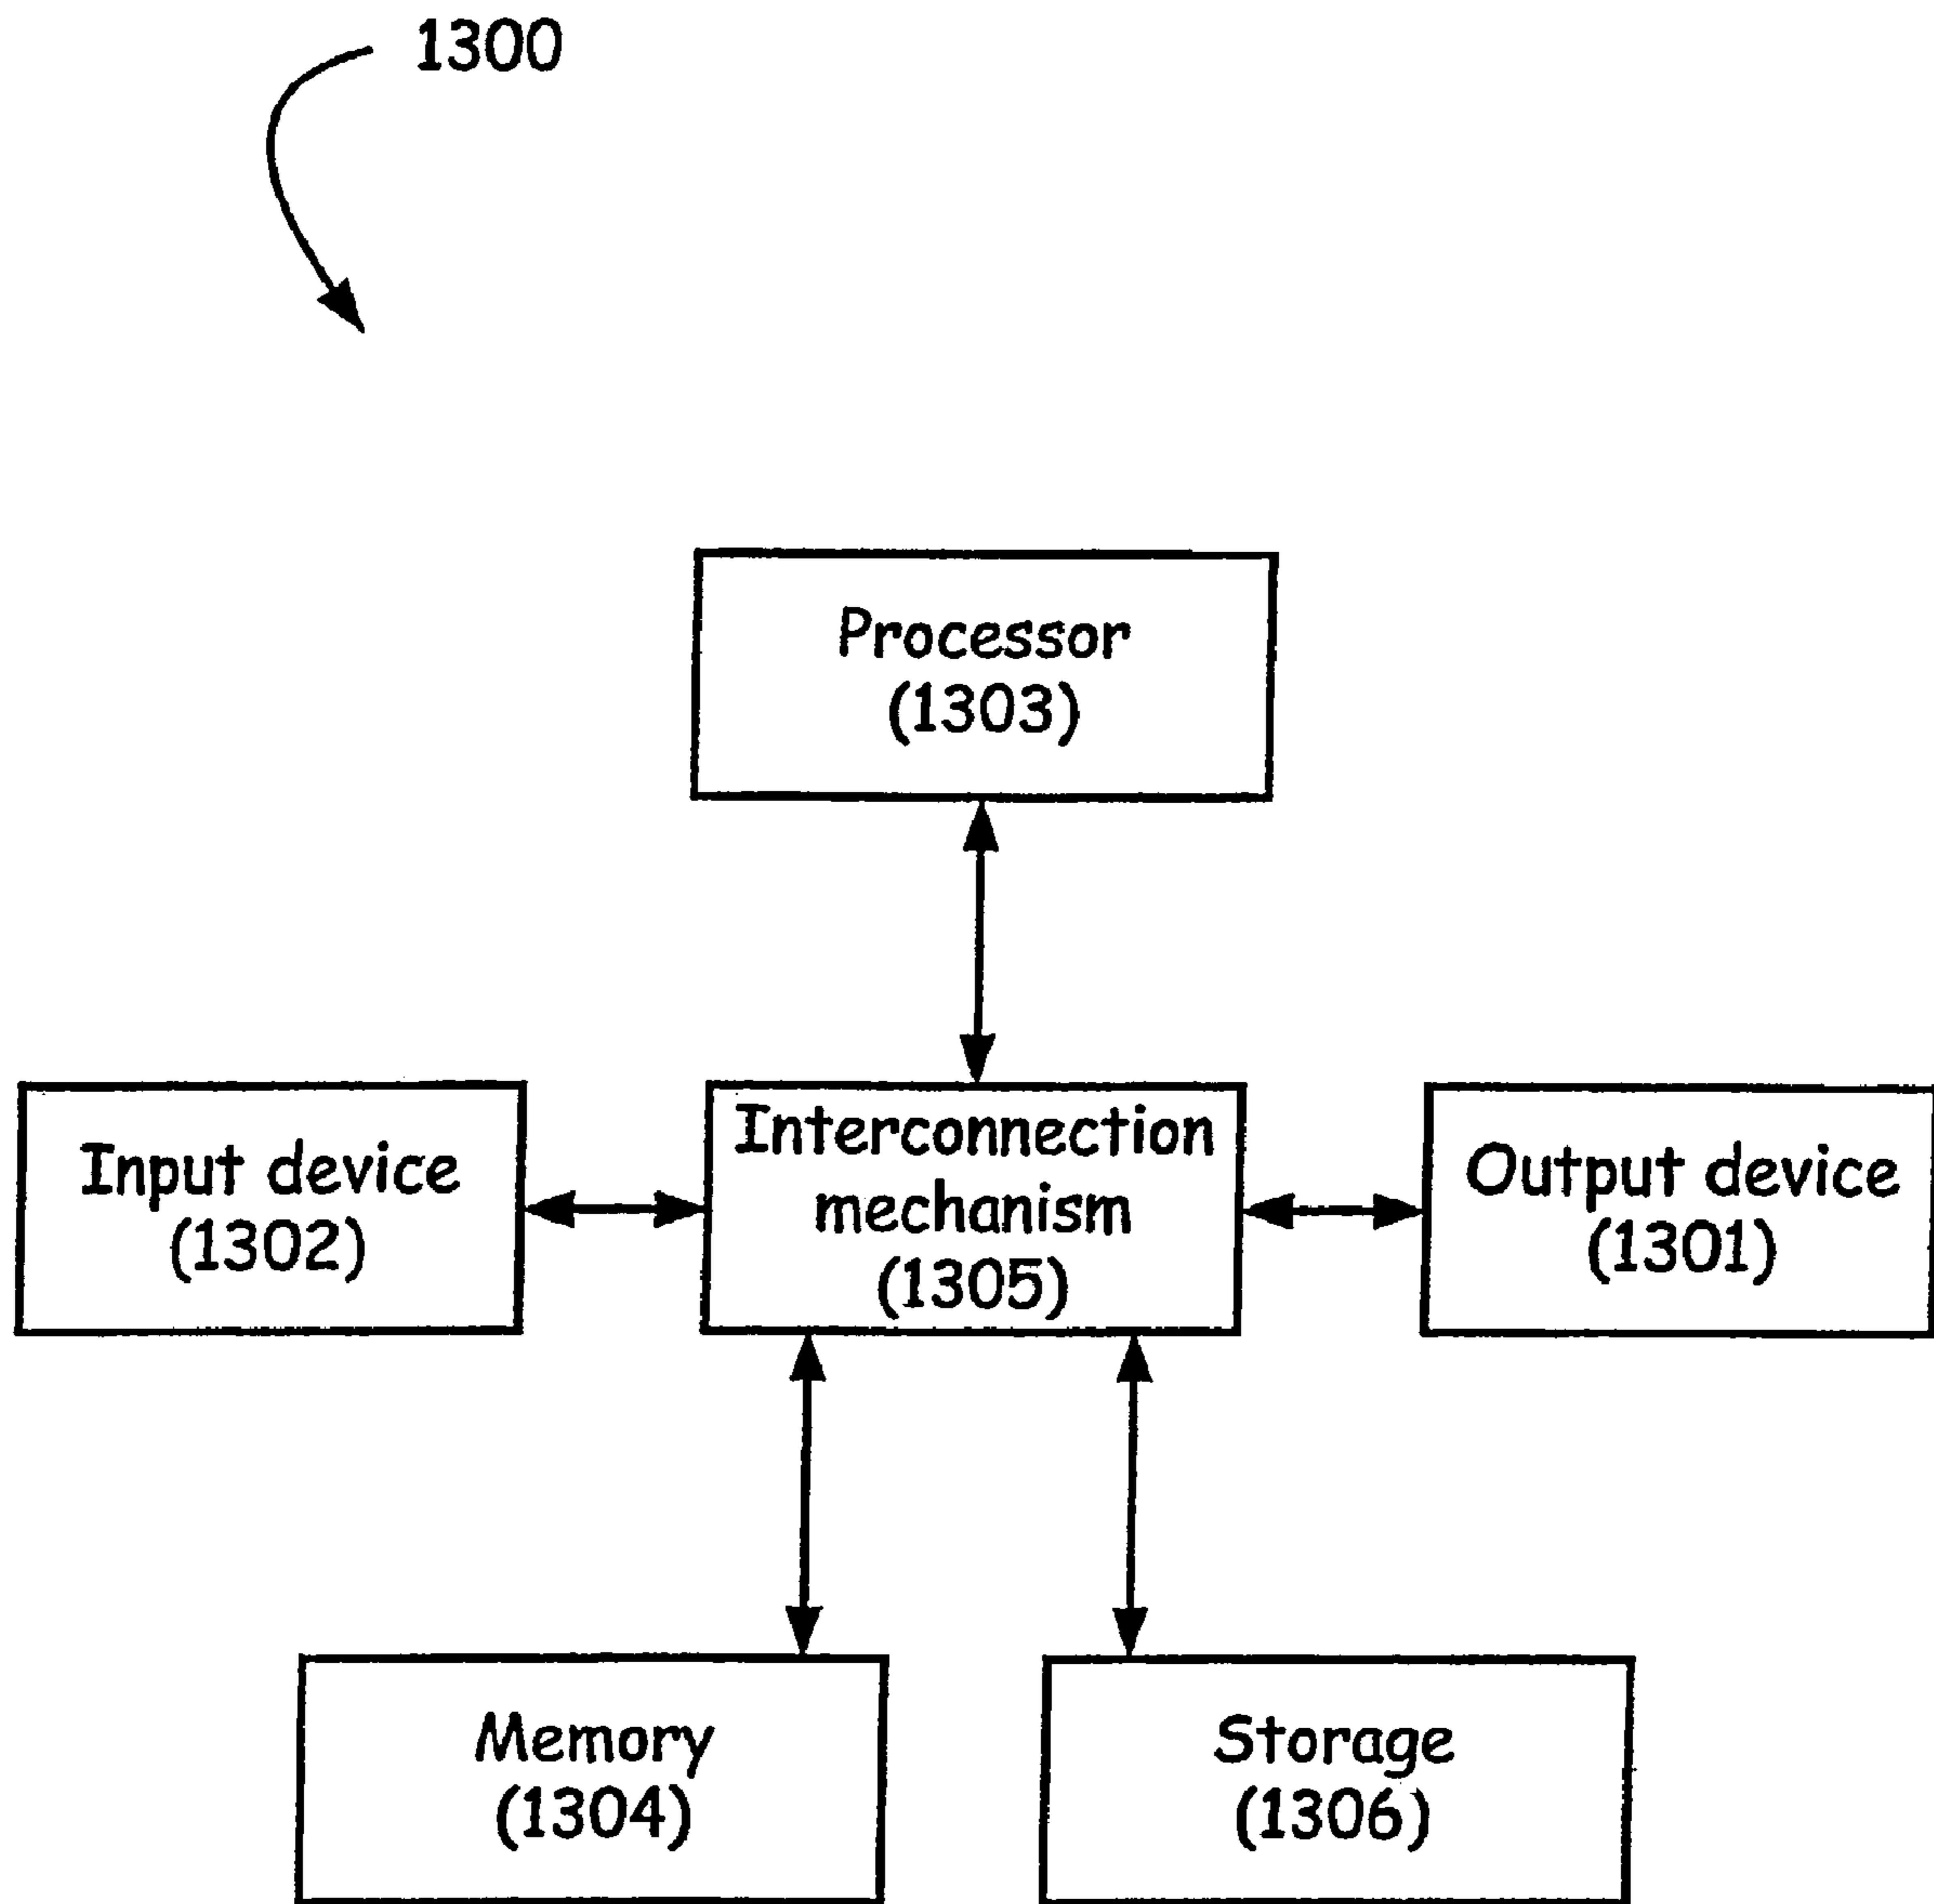 1300
Processor
(1303)
Input device
(1302)
Interconnection
mechanism
(1305)
Output device
(1301)
Memory
(1304)
Storage
(1306)